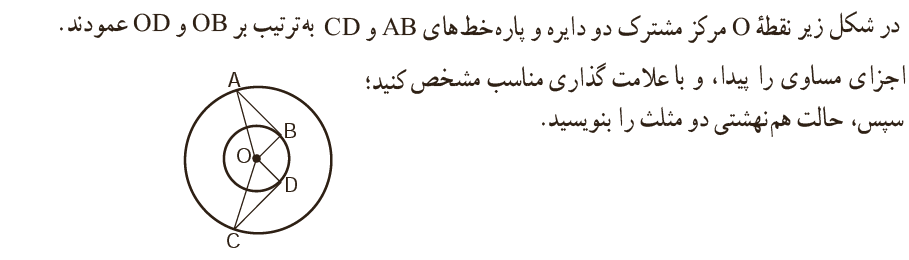 در شکل زیر نقطهٔ O مرکز مشترک دو دایره و پاره‌خط‌های AB و CD به‌ترتیب بر OB و OD عمودند.
اجزای مساوی را پیدا، و با علامت گذاری مناسب مشخص کنید؛
سپس، حالت هم‌نهشتی دو مثلث را بنویسید.
A
B
O
D
C